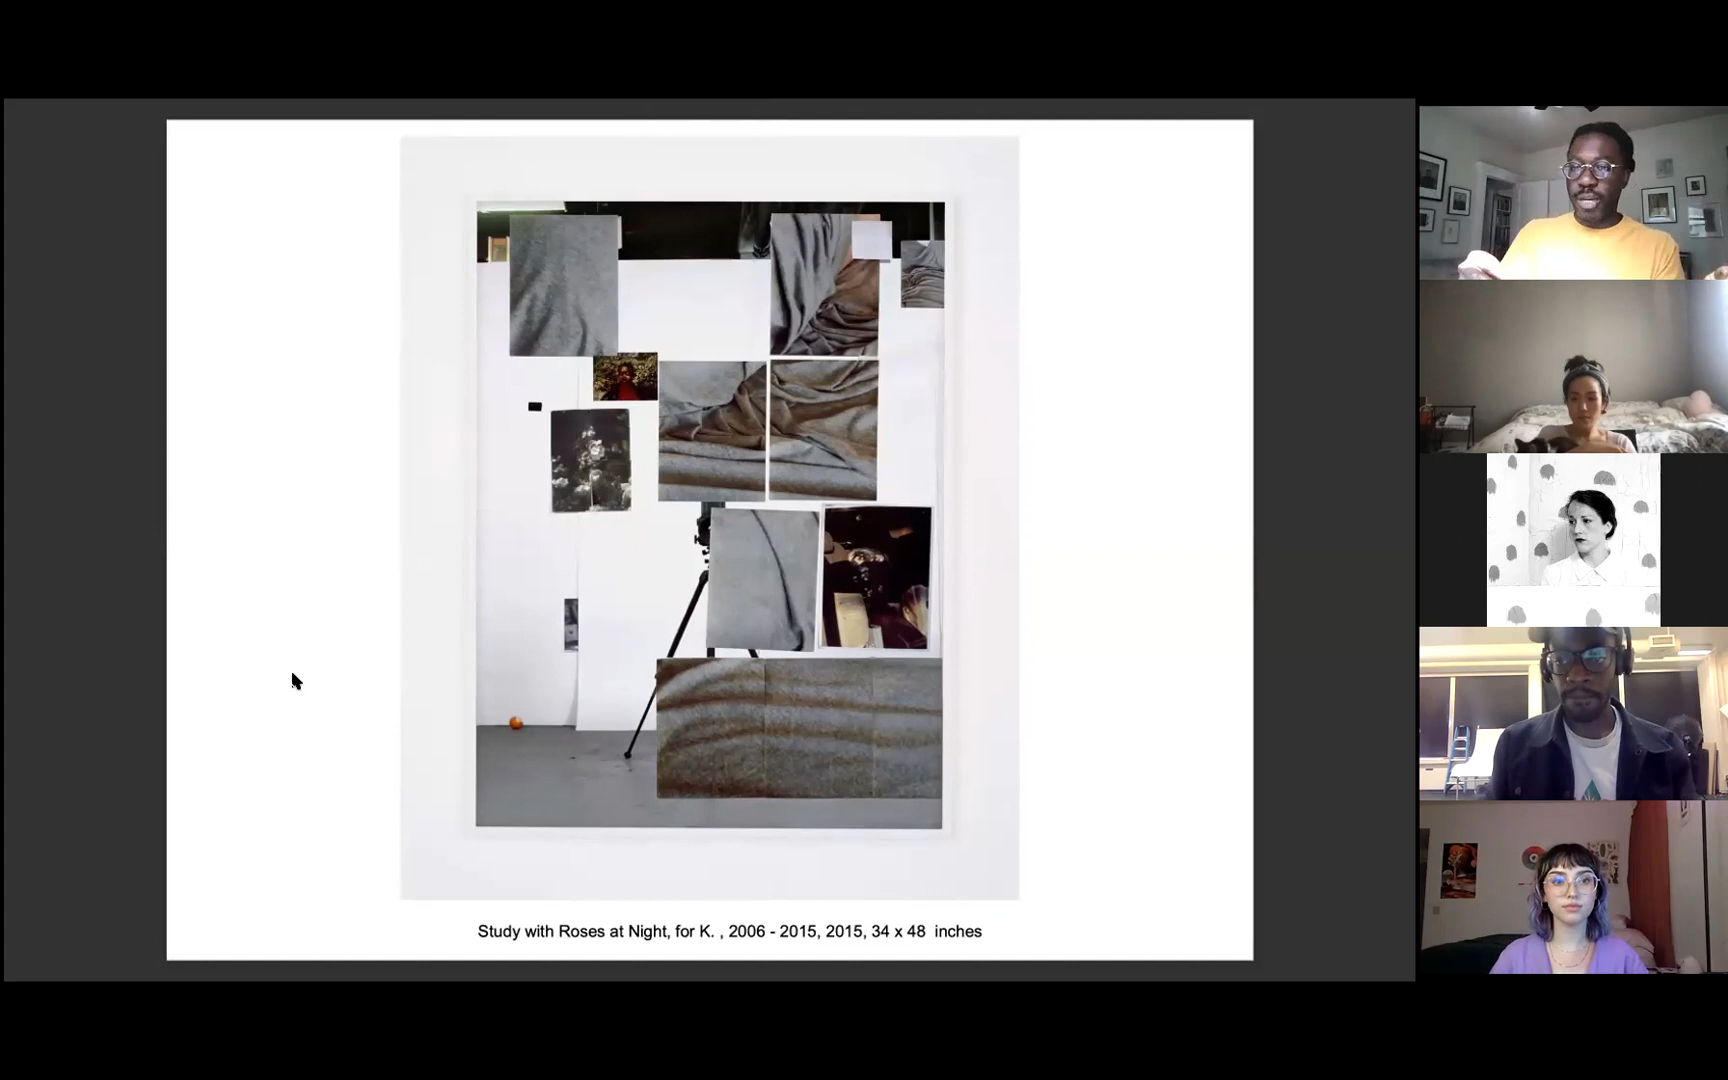 Study with Roses at Night, for K. , 2006 - 2015, 2015, 34 x 48 inches